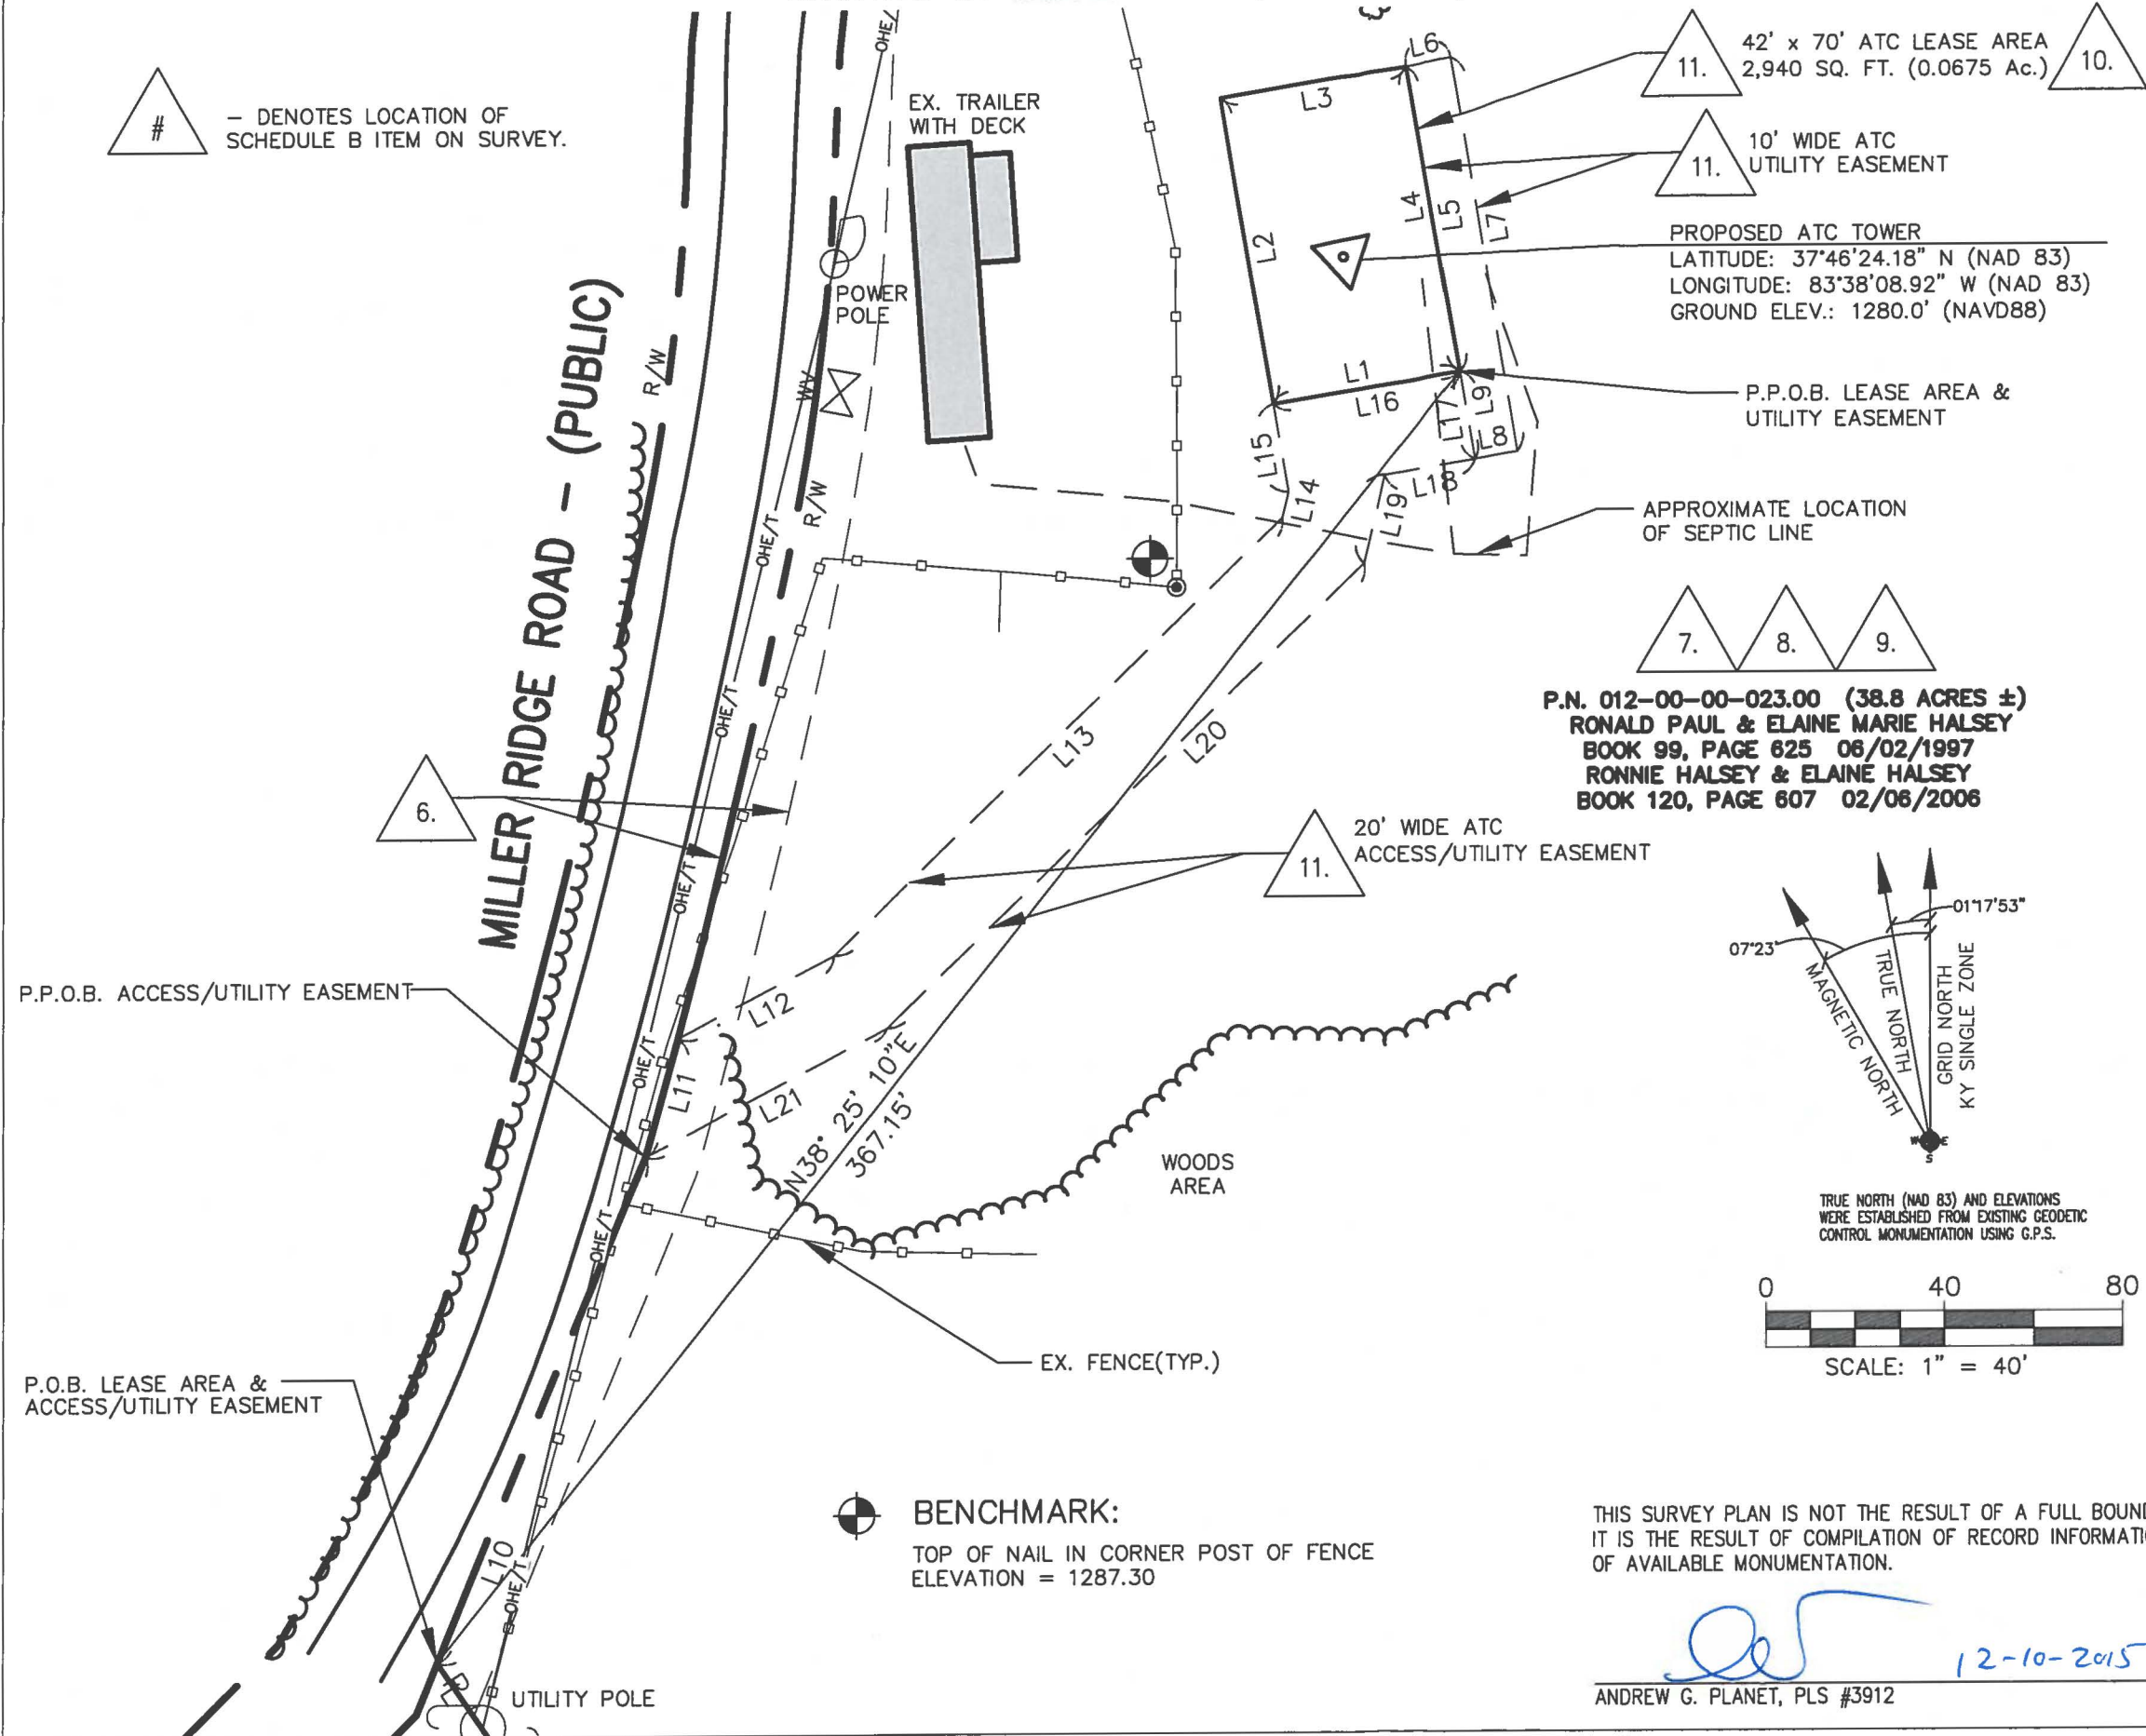 #
– DENOTES LOCATION OF
SCHEDULE B ITEM ON SURVEY.
EX. TRAILER
WITH DECK
11.
42' x 70' ATC LEASE AREA
2,940 SQ. FT. (0.0675 Ac.)
10.
11.
10' WIDE ATC
UTILITY EASEMENT
PROPOSED ATC TOWER
LATITUDE: 37°46'24.18" N (NAD 83)
LONGITUDE: 83°38'08.92" W (NAD 83)
GROUND ELEV.: 1280.0' (NAVD88)
P.P.O.B. LEASE AREA &
UTILITY EASEMENT
APPROXIMATE LOCATION
OF SEPTIC LINE
L6
L3
L2
L4
L5
L7
L1
L16
L17
L9
L8
L15
L14
L18
L19
OHE/
POWER
POLE
WV
R/W
R/W
OHE/T
OHE/T
OHE/T
OHE/T
OHE/T
OHE/T
MILLER RIDGE ROAD – (PUBLIC)
7.
8.
9.
P.N. 012–00–00–023.00 (38.8 ACRES ±)
RONALD PAUL & ELAINE MARIE HALSEY
BOOK 99, PAGE 625 06/02/1997
RONNIE HALSEY & ELAINE HALSEY
BOOK 120, PAGE 607 02/06/2006
L13
L20
6.
11.
20' WIDE ATC
ACCESS/UTILITY EASEMENT
P.P.O.B. ACCESS/UTILITY EASEMENT
L12
L11
L21
N38° 25' 10"E
367.15'
WOODS
AREA
01°17'53"
07°23'
MAGNETIC NORTH
TRUE NORTH
GRID NORTH
KY SINGLE ZONE
W
E
S
TRUE NORTH (NAD 83) AND ELEVATIONS
WERE ESTABLISHED FROM EXISTING GEODETIC
CONTROL MONUMENTATION USING G.P.S.
0 40 80
SCALE: 1" = 40'
EX. FENCE(TYP.)
P.O.B. LEASE AREA &
ACCESS/UTILITY EASEMENT
L10
UTILITY POLE
BENCHMARK:
TOP OF NAIL IN CORNER POST OF FENCE
ELEVATION = 1287.30
THIS SURVEY PLAN IS NOT THE RESULT OF A FULL BOUND
IT IS THE RESULT OF COMPILATION OF RECORD INFORMATI
OF AVAILABLE MONUMENTATION.
12-10-2015
ANDREW G. PLANET, PLS #3912